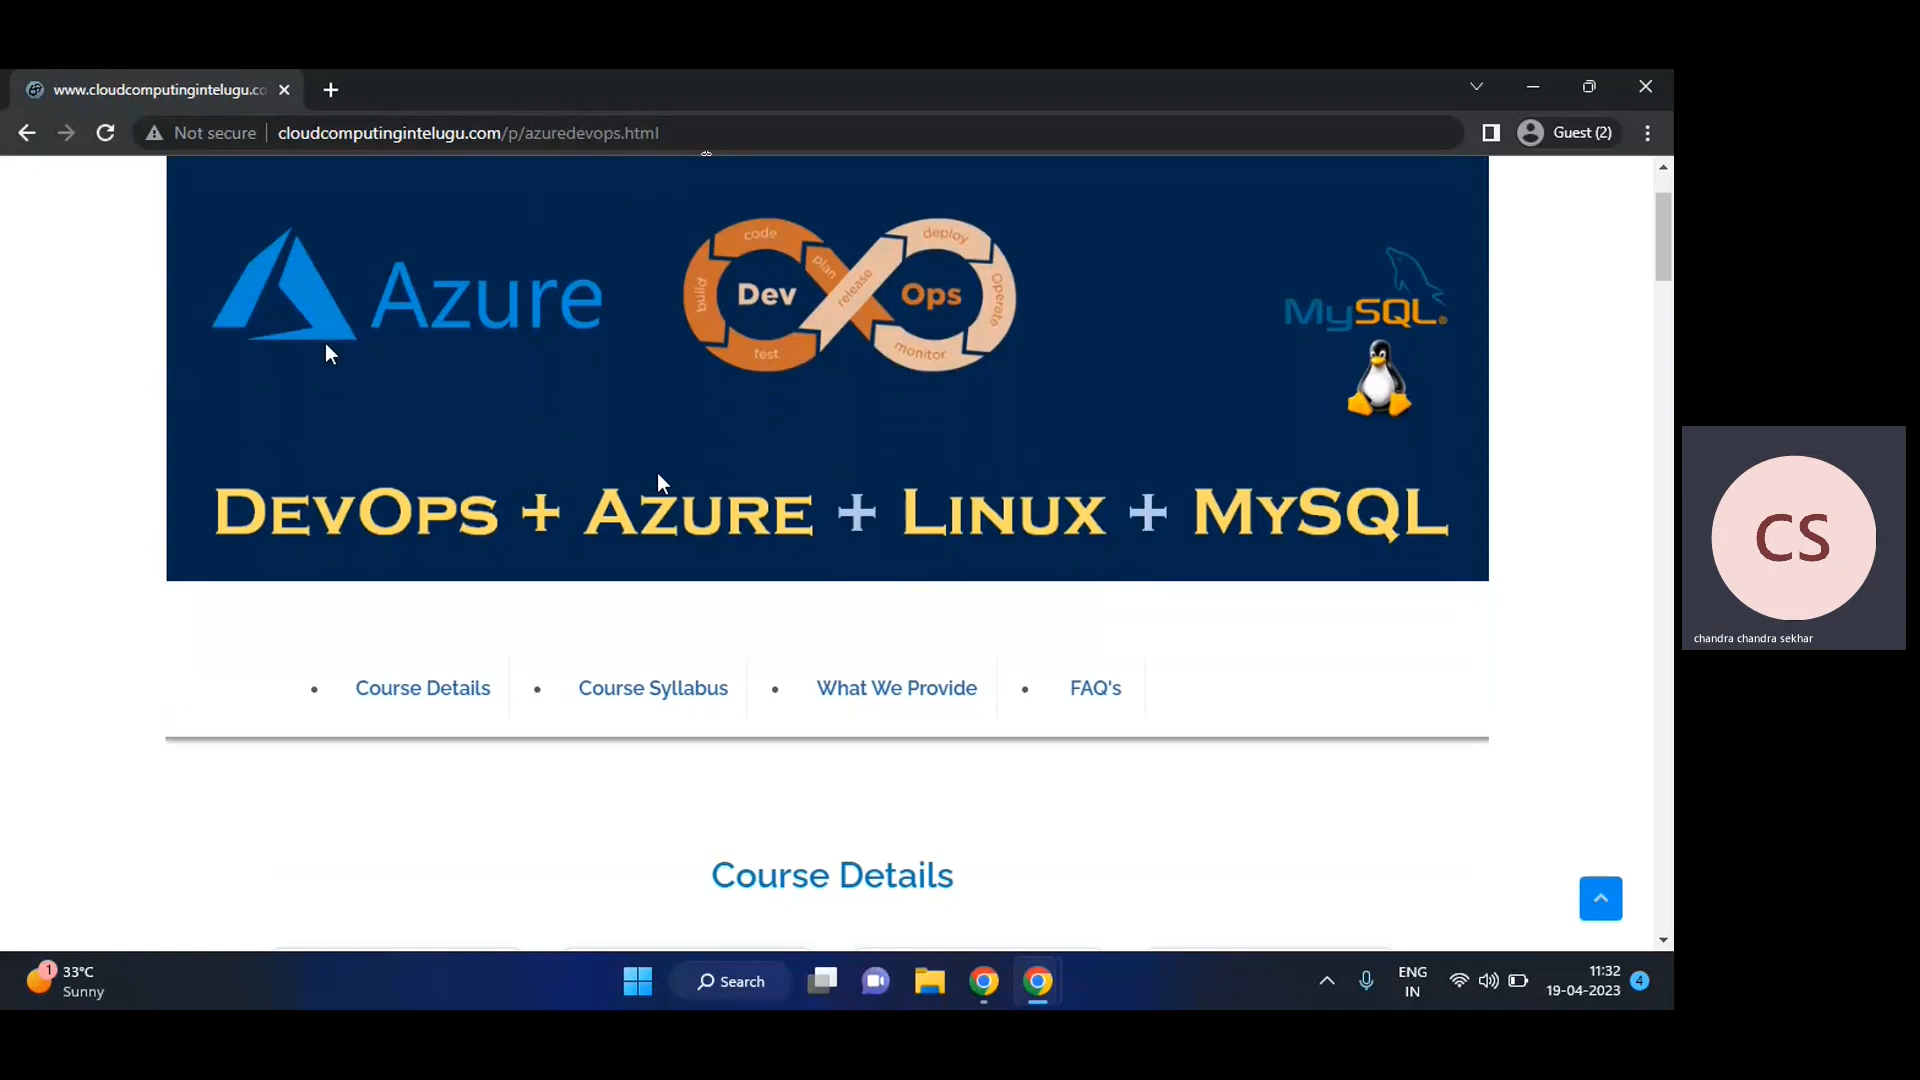 www.cloudcomputingintelugu.co
Not secure
cloudcomputingintelugu.com/p/azuredevops.html
Guest (2)
Azure
code
build
test
plan
release
deploy
Operate
monitor
Dev
Ops
MySQL®
DevOps + Azure + Linux + MySQL
• Course Details
• Course Syllabus
• What We Provide
• FAQ's
Course Details
CS
chandra chandra sekhar
1
33°C
Sunny
Search
ENG
IN
11:32
19-04-2023
4